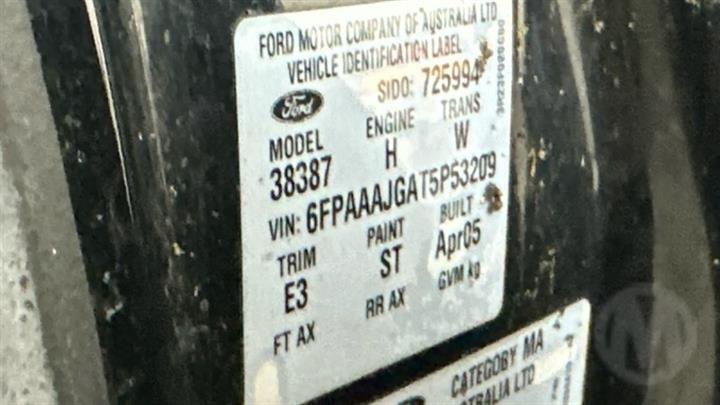 FORD MOTOR COMPANY OF AUSTRALIA LTD
VEHICLE IDENTIFICATION LABEL
Ford SIDO: 725994
MODEL ENGINE TRANS
38387 H W
VIN: 6FPAAAJGAT5P53209
TRIM PAINT BUILT
E3 ST Apr05
FT AX RR AX GVM kg
CATEGORY MA
LTD
M